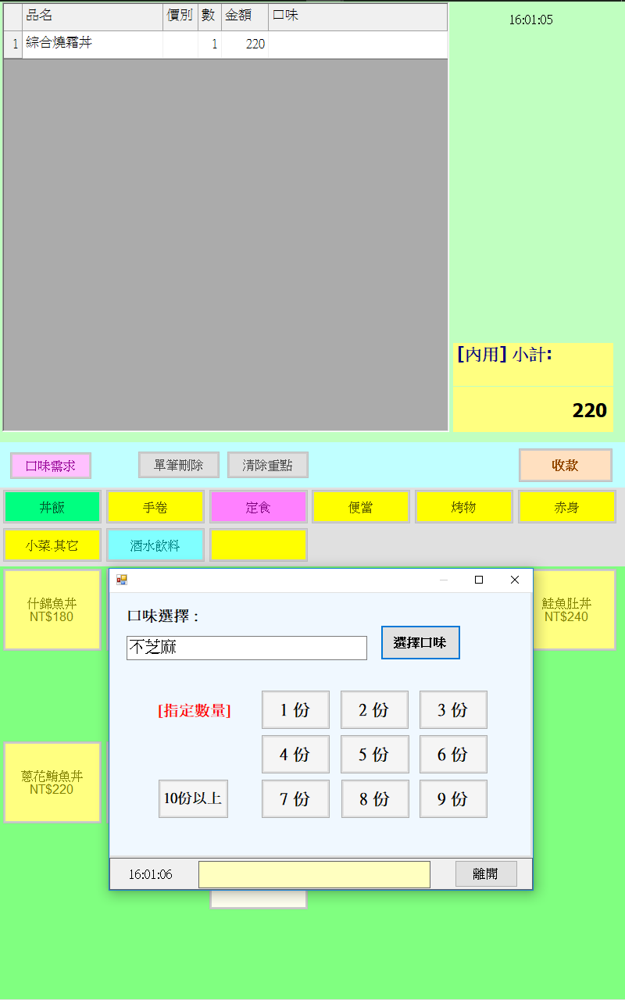 品名 價別 數 金額 口味
1 綜合燒霜丼 1 220
16:01:05
[內用] 小計:
220
口味需求 單筆刪除 清除重點 收款
丼飯 手卷 定食 便當 烤物 赤身
小菜.其它 酒水飲料
什錦魚丼
NT$180
鮭魚肚丼
NT$240
蔥花鮪魚丼
NT$220
口味選擇 :
不芝麻
選擇口味
[指定數量]
1 份 2 份 3 份
4 份 5 份 6 份
10份以上 7 份 8 份 9 份
16:01:06 離開